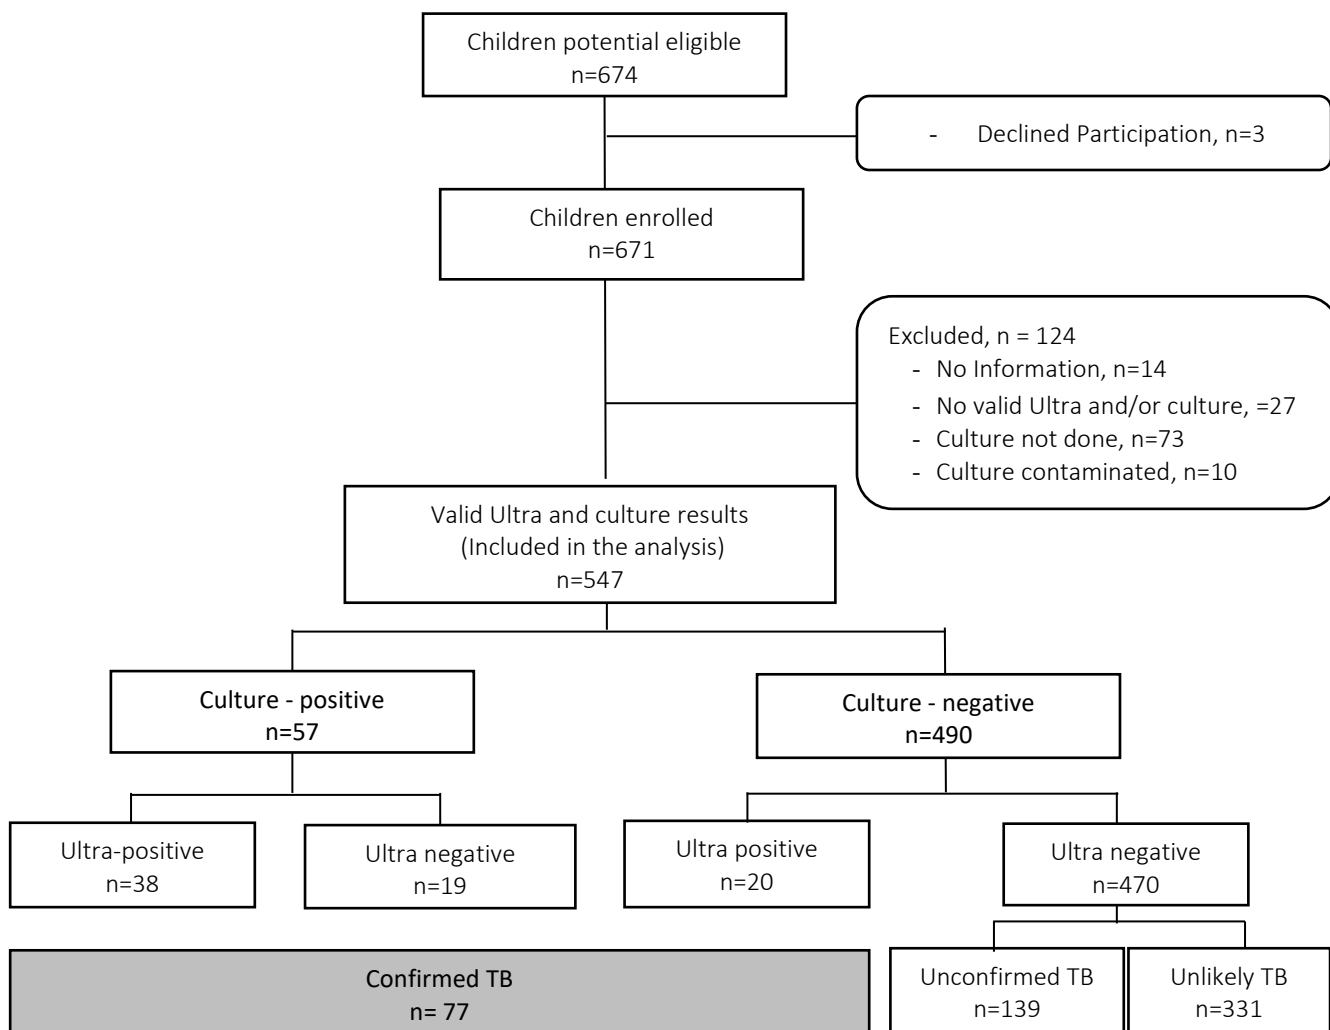 Children potential eligible
n=674
- Declined Participation, n=3
Children enrolled
n=671
Excluded, n = 124
- No Information, n=14
- No valid Ultra and/or culture, =27
- Culture not done, n=73
- Culture contaminated, n=10
Valid Ultra and culture results
(Included in the analysis)
n=547
Culture - positive
n=57
Culture - negative
n=490
Ultra-positive
n=38
Ultra negative
n=19
Ultra positive
n=20
Ultra negative
n=470
Confirmed TB
n= 77
Unconfirmed TB
n=139
Unlikely TB
n=331